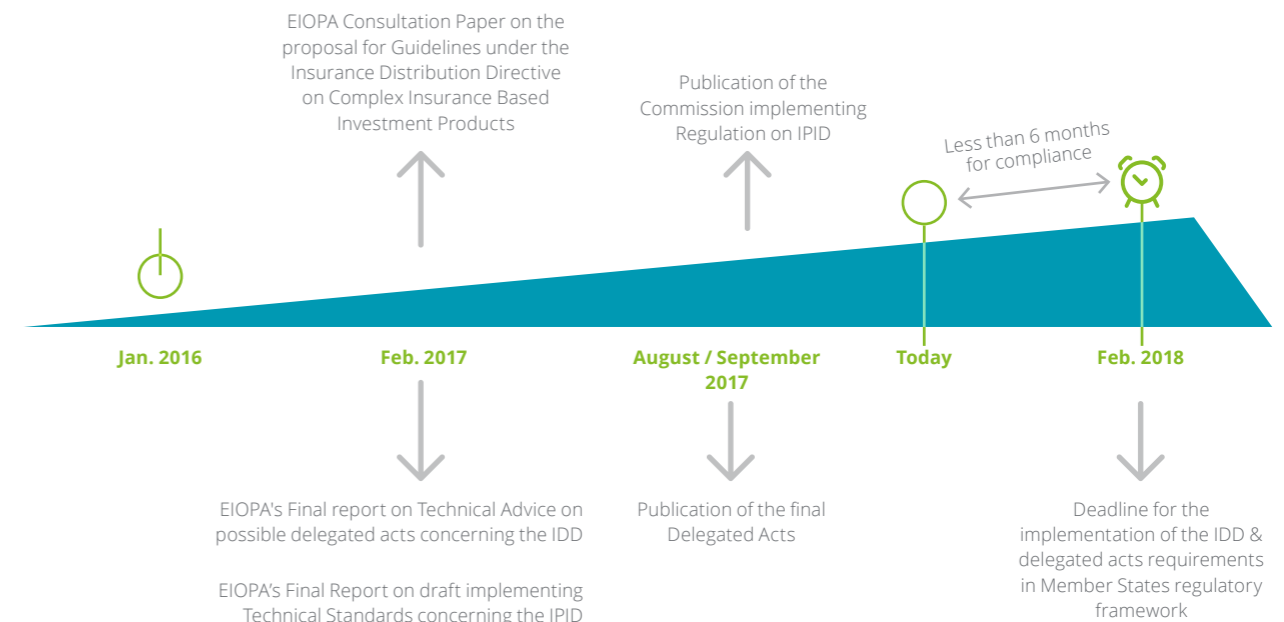 EIOPA Consultation Paper on the
proposal for Guidelines under the
Insurance Distribution Directive
on Complex Insurance Based
Investment Products
Publication of the
Commission implementing
Regulation on IPID
Less than 6 months
for compliance
Jan. 2016
Feb. 2017
August / September
2017
Today
Feb. 2018
EIOPA's Final report on Technical Advice on
possible delegated acts concerning the IDD
EIOPA’s Final Report on draft implementing
Technical Standards concerning the IPID
Publication of the final
Delegated Acts
Deadline for the
implementation of the IDD &
delegated acts requirements
in Member States regulatory
framework